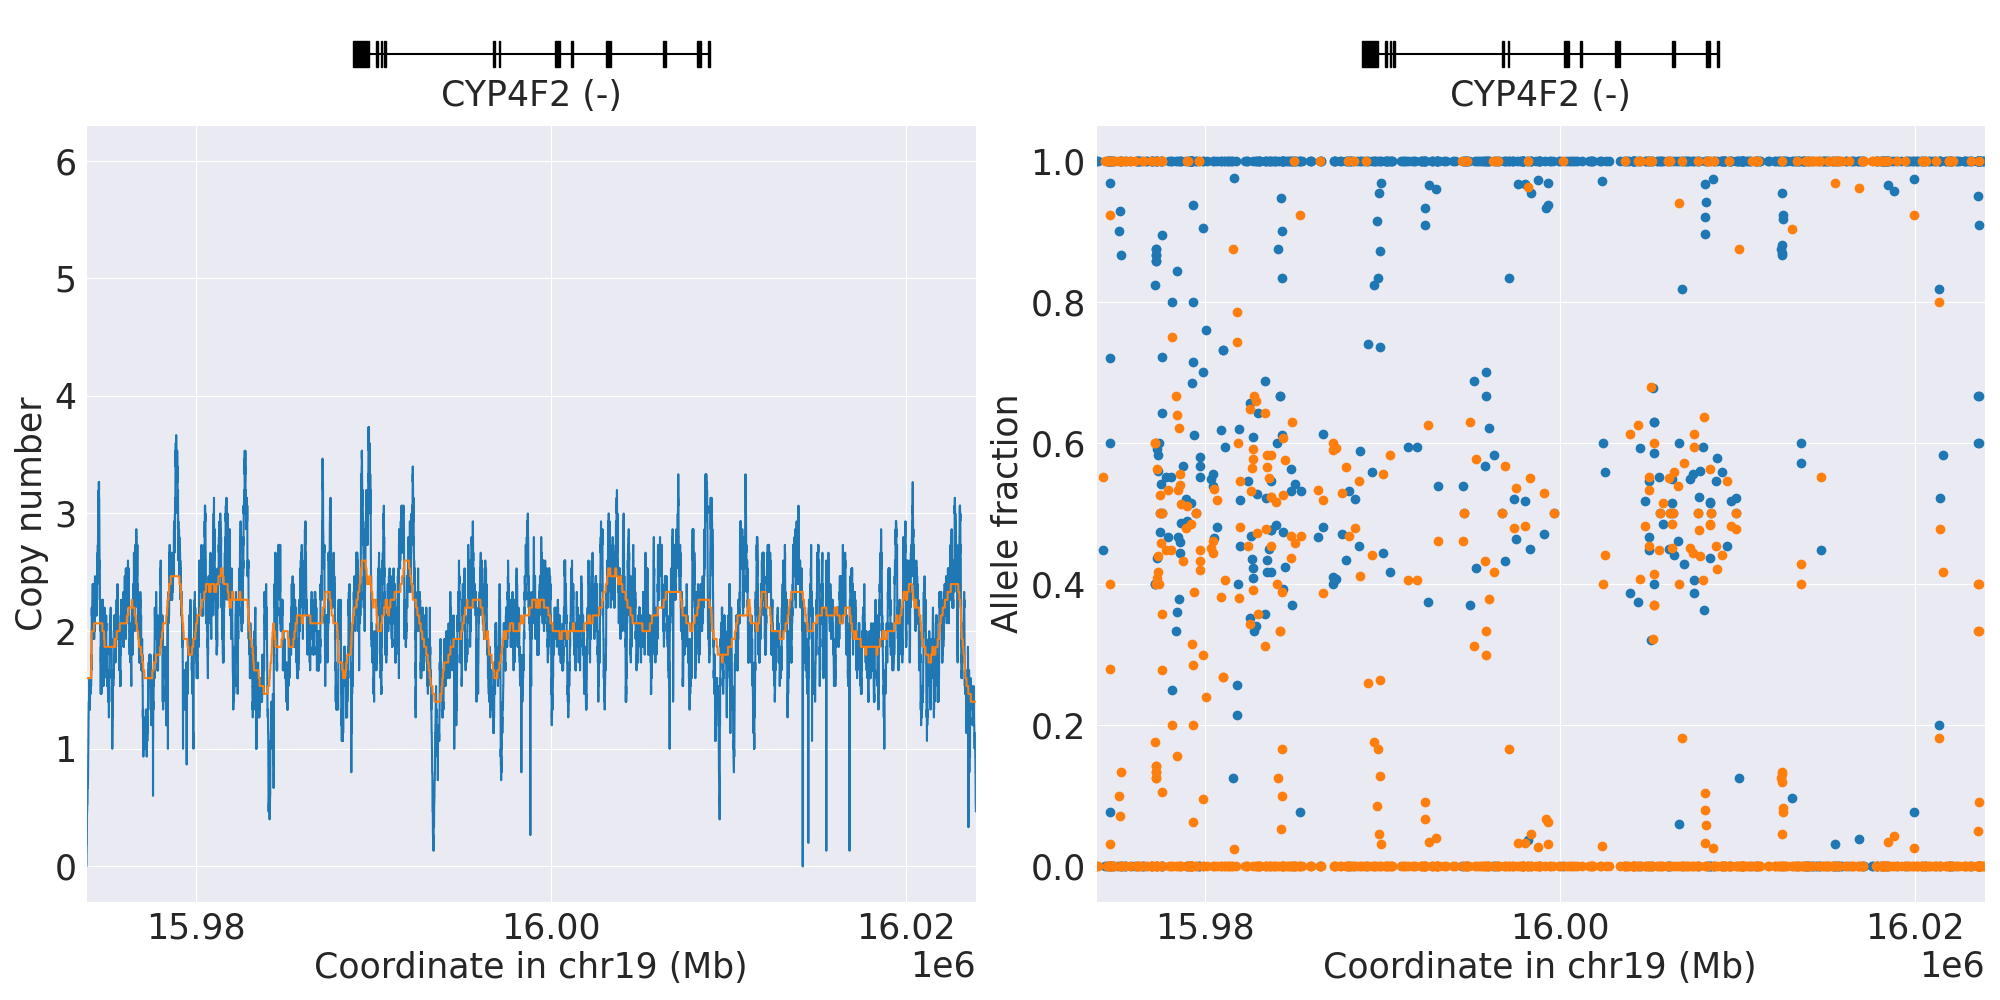 CYP4F2 (-)
6
5
4
3
2
1
0
Copy number
15.98
16.00
16.02
Coordinate in chr19 (Mb)
1e6
CYP4F2 (-)
1.0
0.8
0.6
0.4
0.2
0.0
Allele fraction
15.98
16.00
16.02
Coordinate in chr19 (Mb)
1e6